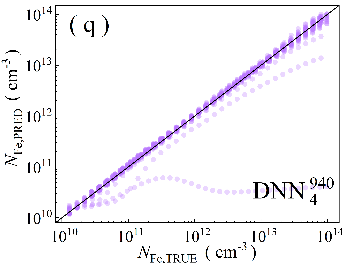 ( q )
10^14
10^13
10^12
10^11
10^10
N_Fe,PRED ( cm^-3 )
DNN_4^940
10^10 10^11 10^12 10^13 10^14
N_Fe,TRUE ( cm^-3 )